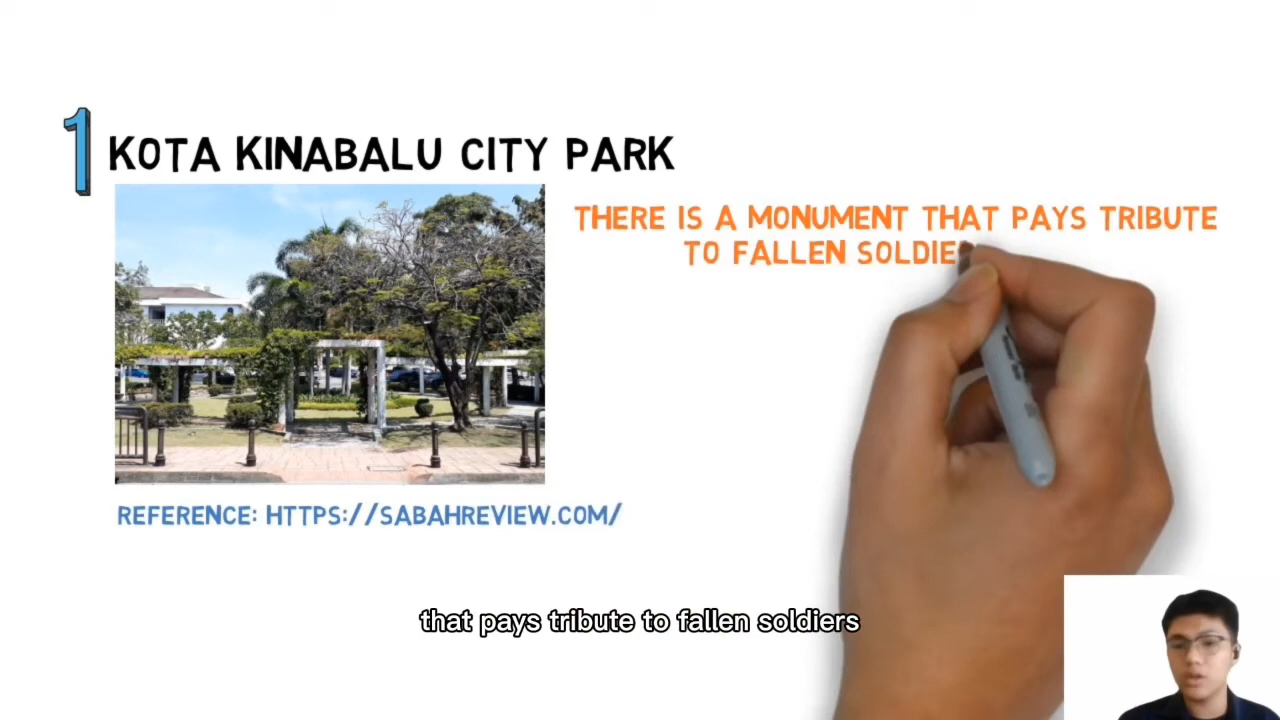 1
KOTA KINABALU CITY PARK
THERE IS A MONUMENT THAT PAYS TRIBUTE
TO FALLEN SOLDIE
REFERENCE: HTTPS://SABAHREVIEW.COM/
that pays tribute to fallen soldiers